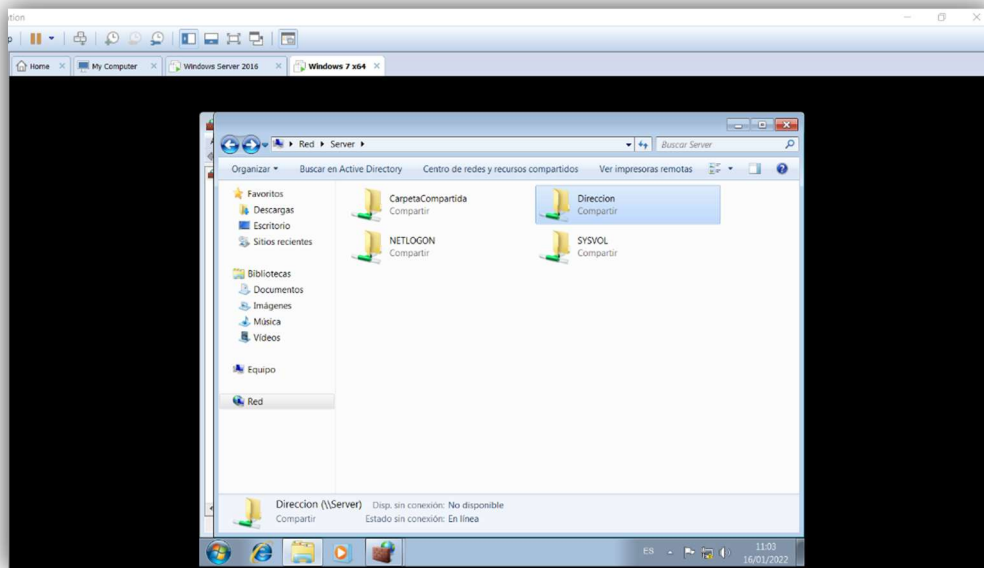 Home
My Computer
Windows Server 2016
Windows 7 x64
Red
Server
Buscar Server
Organizar
Buscar en Active Directory
Centro de redes y recursos compartidos
Ver impresoras remotas
Favoritos
Descargas
Escritorio
Sitios recientes
Bibliotecas
Documentos
Imágenes
Música
Vídeos
Equipo
Red
CarpetaCompartida
Compartir
Direccion
Compartir
NETLOGON
Compartir
SYSVOL
Compartir
Direccion (\\Server) Disp. sin conexión: No disponible
Compartir Estado sin conexión: En línea
ES
11:03
16/01/2022